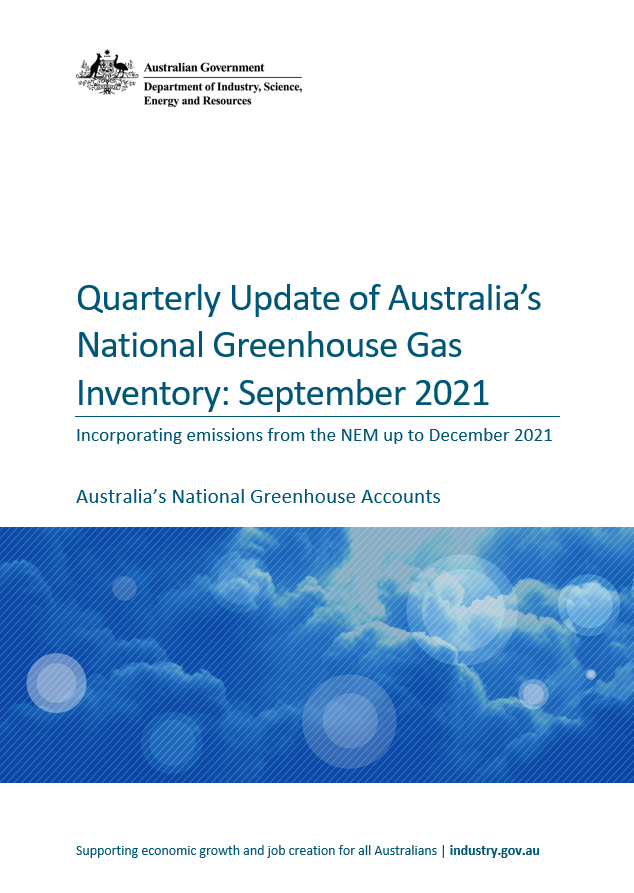 Australian Government
Department of Industry, Science,
Energy and Resources
Quarterly Update of Australia’s
National Greenhouse Gas
Inventory: September 2021
Incorporating emissions from the NEM up to December 2021
Australia’s National Greenhouse Accounts
Supporting economic growth and job creation for all Australians | industry.gov.au